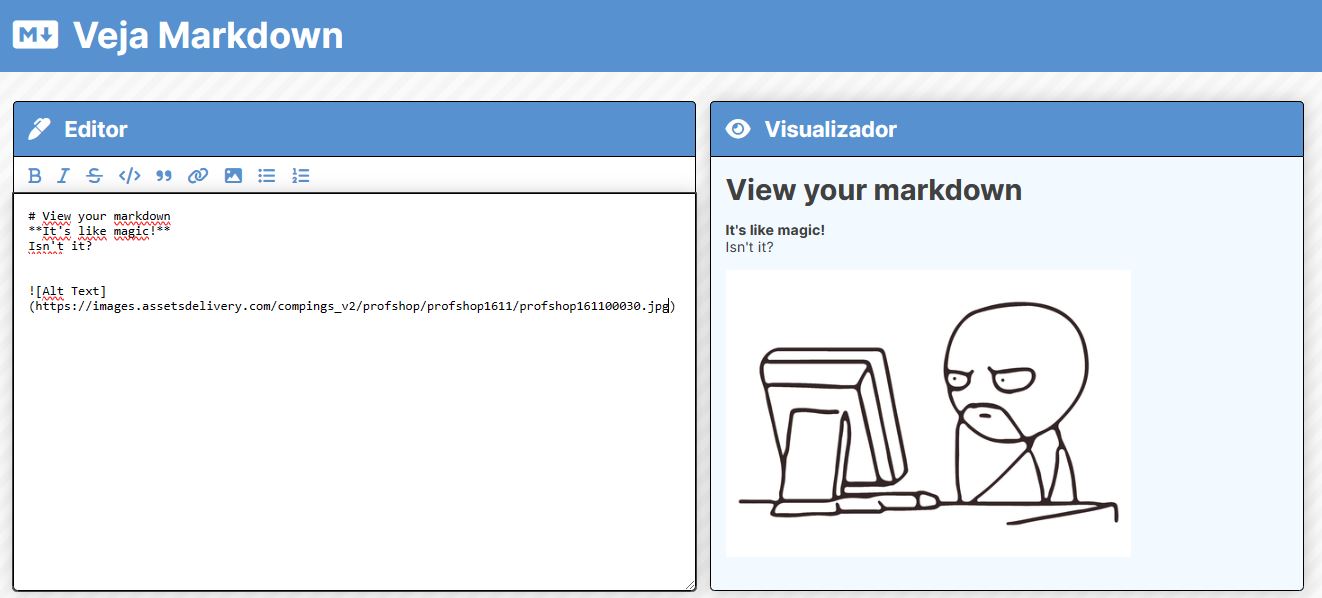 M Veja Markdown
Editor
Visualizador
B I S </> ”
# View your markdown
**It's like magic!**
Isn't it?
![Alt Text]
(https://images.assetsdelivery.com/compings_v2/profshop/profshop1611/profshop161100030.jpg)
View your markdown
It's like magic!
Isn't it?